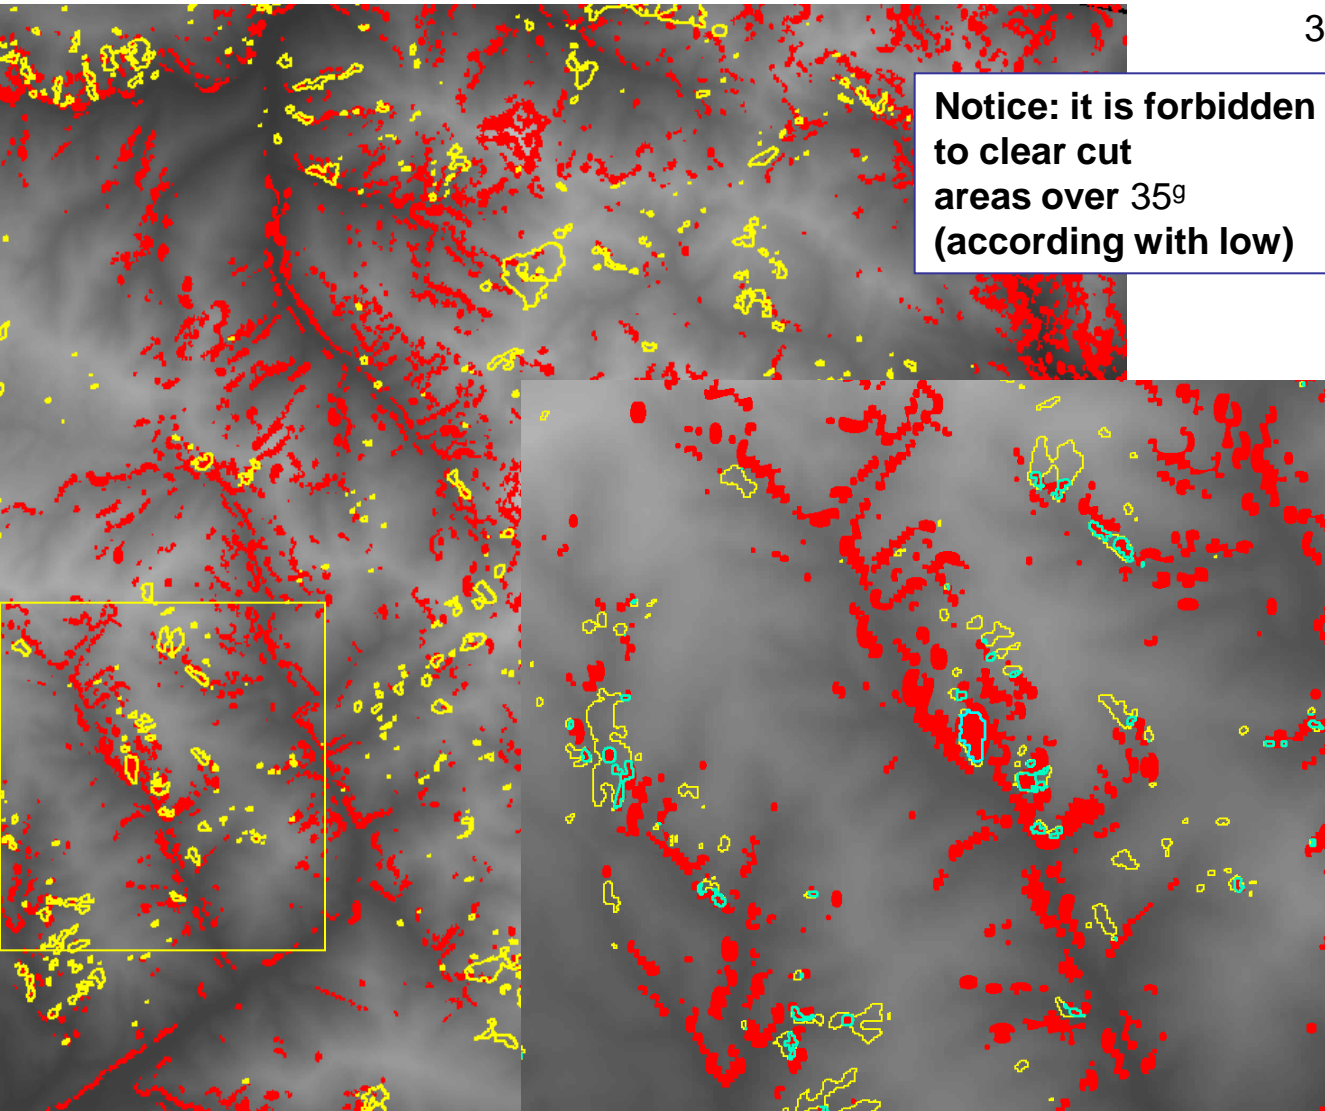 3
Notice: it is forbidden
to clear cut
areas over 35ᵍ
(according with low)